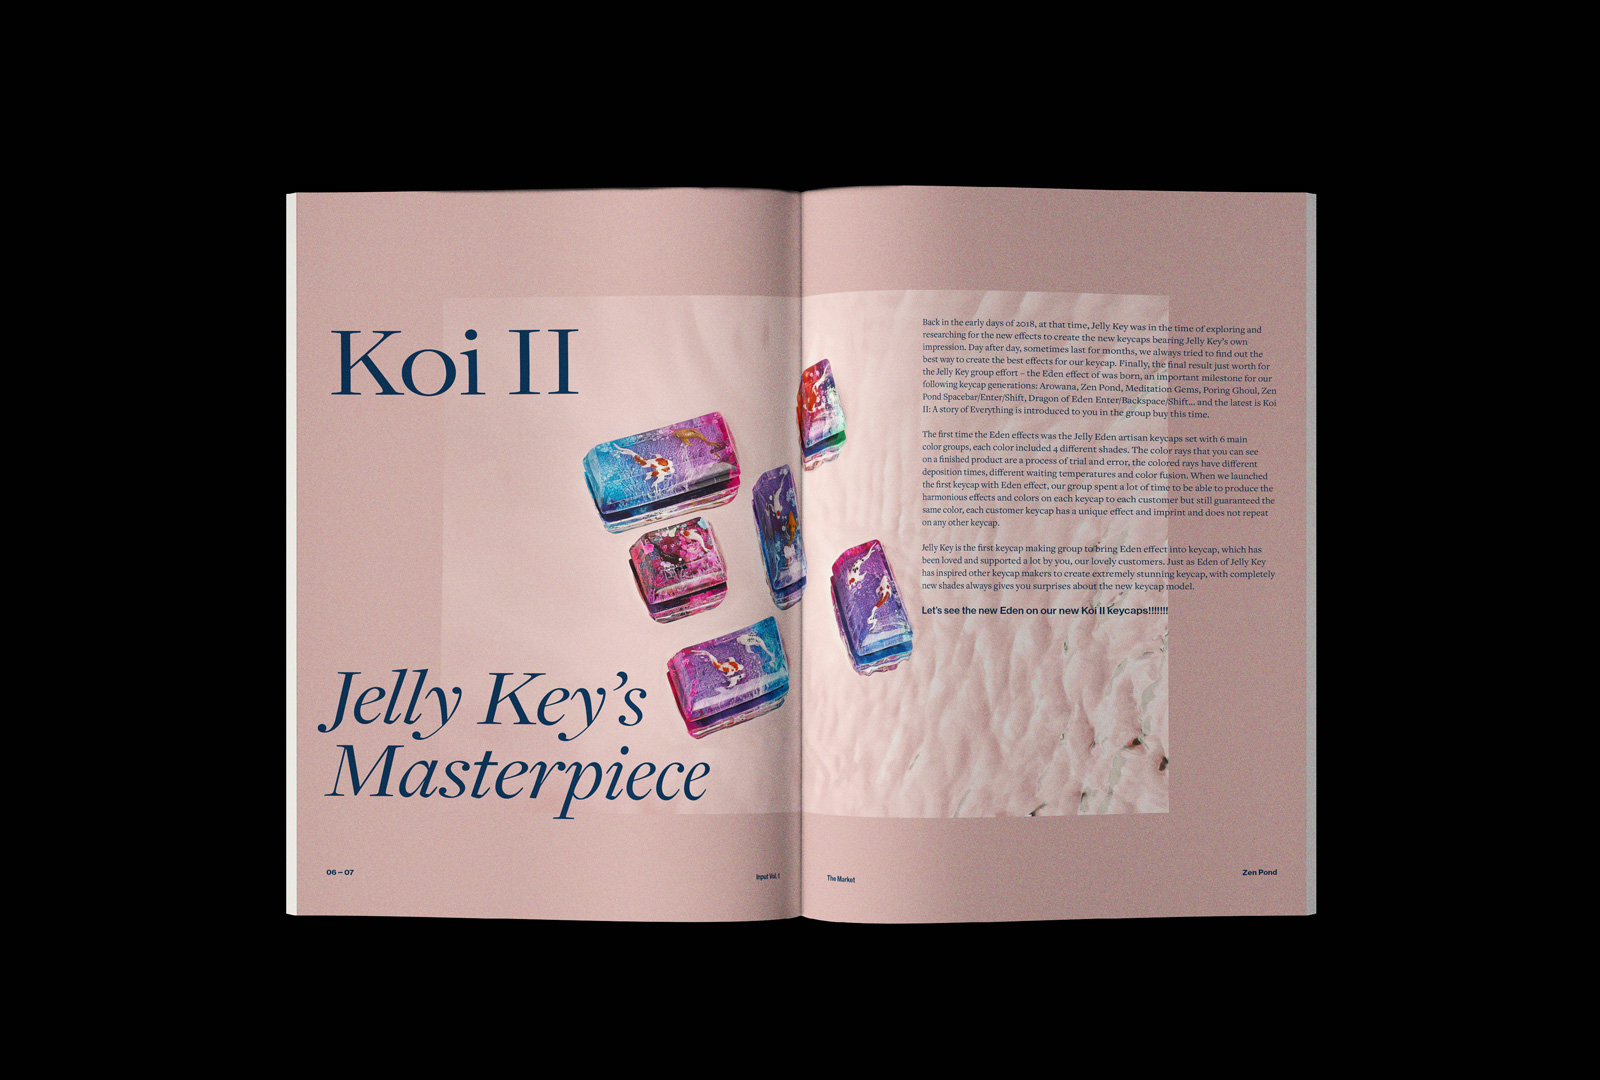 Koi II
Jelly Key's
Masterpiece
06 – 07
Input Vol.1
Back in the early days of 2018, at that time, Jelly Key was in the time of exploring and
researching for the new effects to create the new keycaps bearing Jelly Key's own
impression. Day after day, sometimes last for months, we always tried to find out the
best way to create the best effects for our keycap. Finally, the final result just worth for
the Jelly Key group effort – the Eden effect of was born, an important milestone for our
following keycap generations: Arowana, Zen Pond, Meditation Gems, Poring Ghoul, Zen
Pond Spacebar/Enter/Shift, Dragon of Eden Enter/Backspace/Shift... and the latest is Koi
II: A story of Everything is introduced to you in the group buy this time.
The first time the Eden effects was the Jelly Eden artisan keycaps set with 6 main
color groups, each color included 4 different shades. The color rays that you can see
on a finished product are a process of trial and error, the colored rays have different
deposition times, different waiting temperatures and color fusion. When we launched
the first keycap with Eden effect, our group spent a lot of time to be able to produce the
harmonious effects and colors on each keycap to each customer but still guaranteed the
same color, each customer keycap has a unique effect and imprint and does not repeat
on any other keycap.
Jelly Key is the first keycap making group to bring Eden effect into keycap, which has
been loved and supported a lot by you, our lovely customers. Just as Eden of Jelly Key
has inspired other keycap makers to create extremely stunning keycap, with completely
new shades always gives you surprises about the new keycap model.
Let's see the new Eden on our new Koi II keycaps!!!!!!!
The Market
Zen Pond